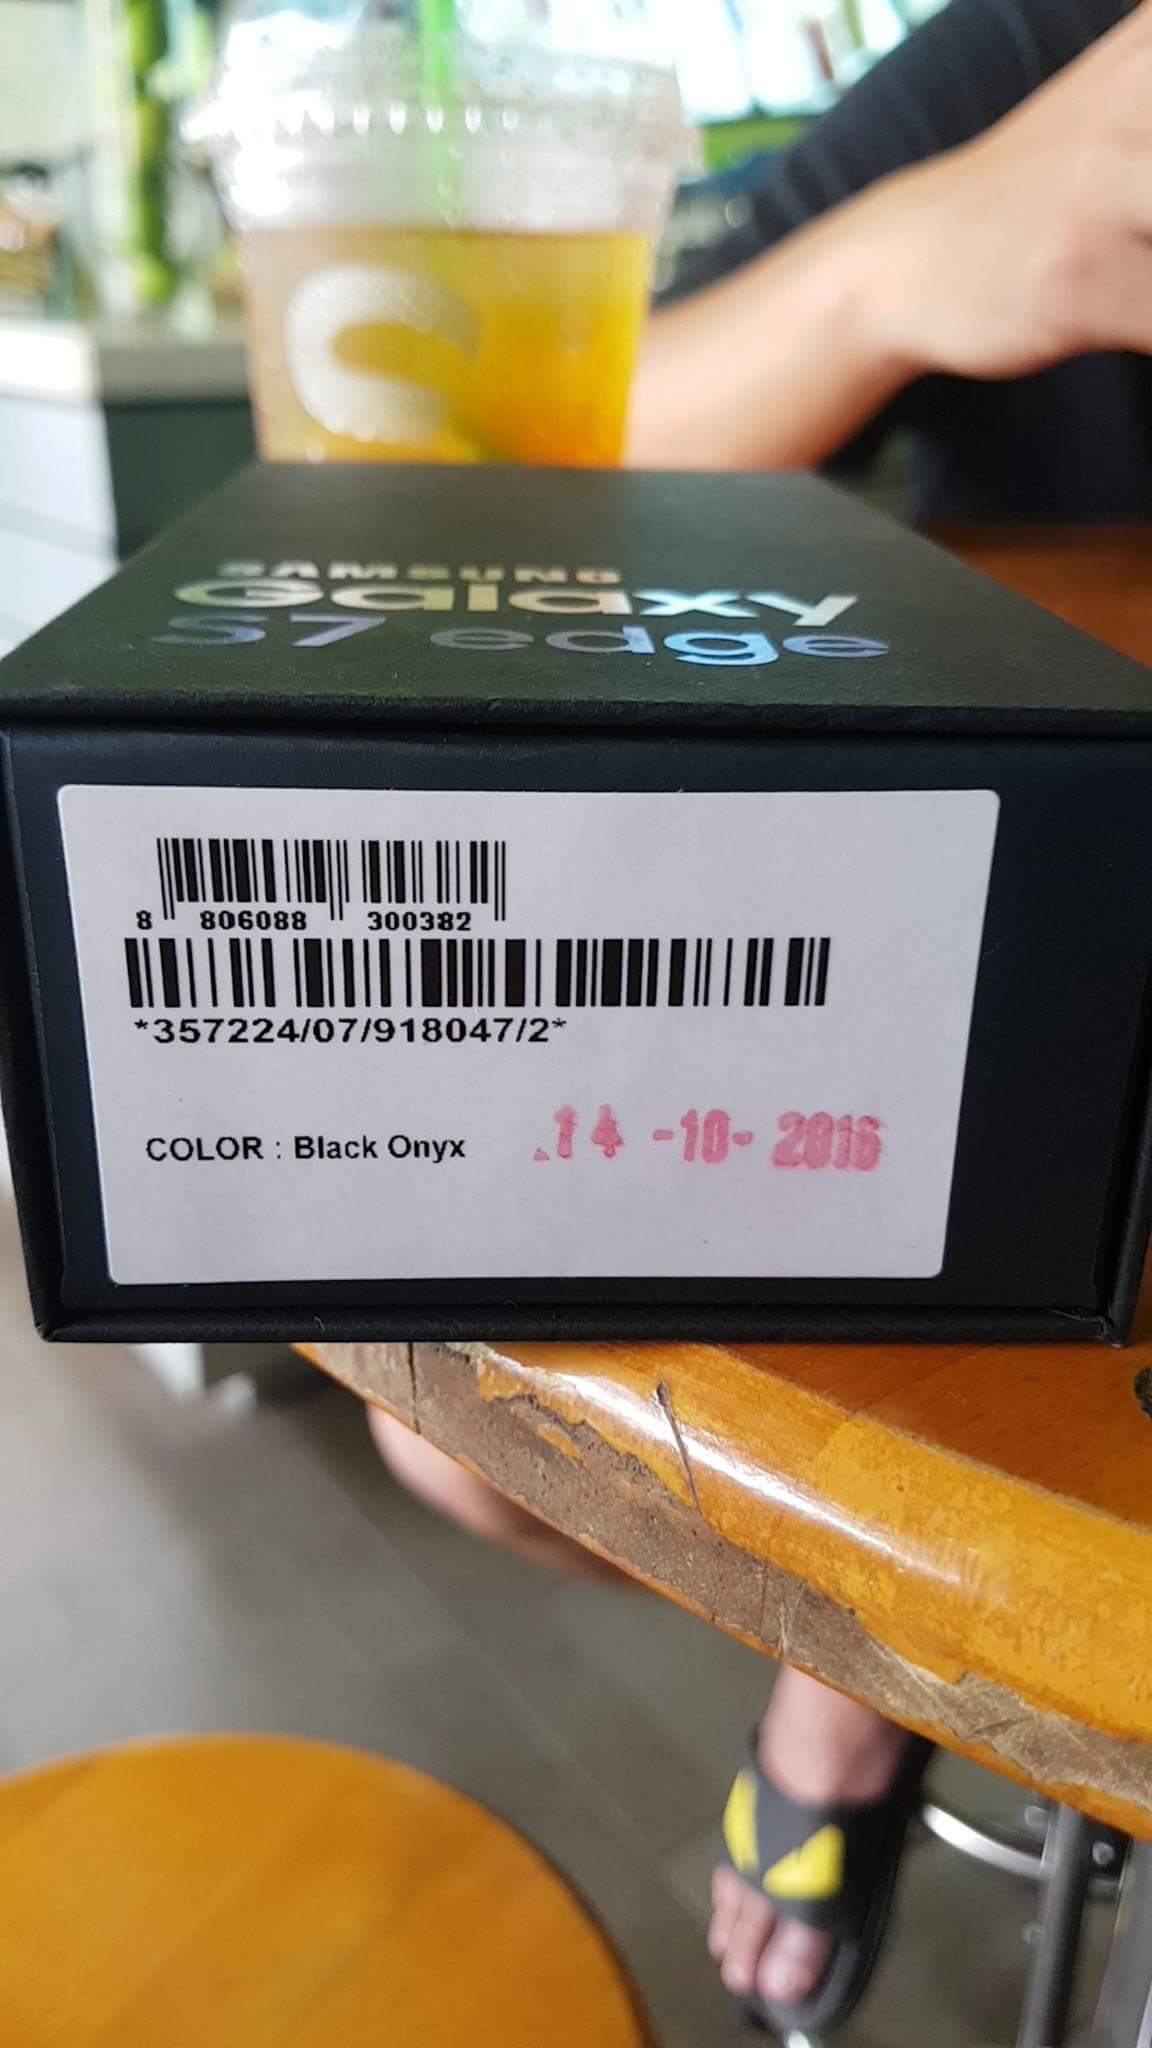 SAMSUNG
Galaxy
S7 edge
8 806088 300382
*357224/07/918047/2*
COLOR : Black Onyx
14 -10- 2016